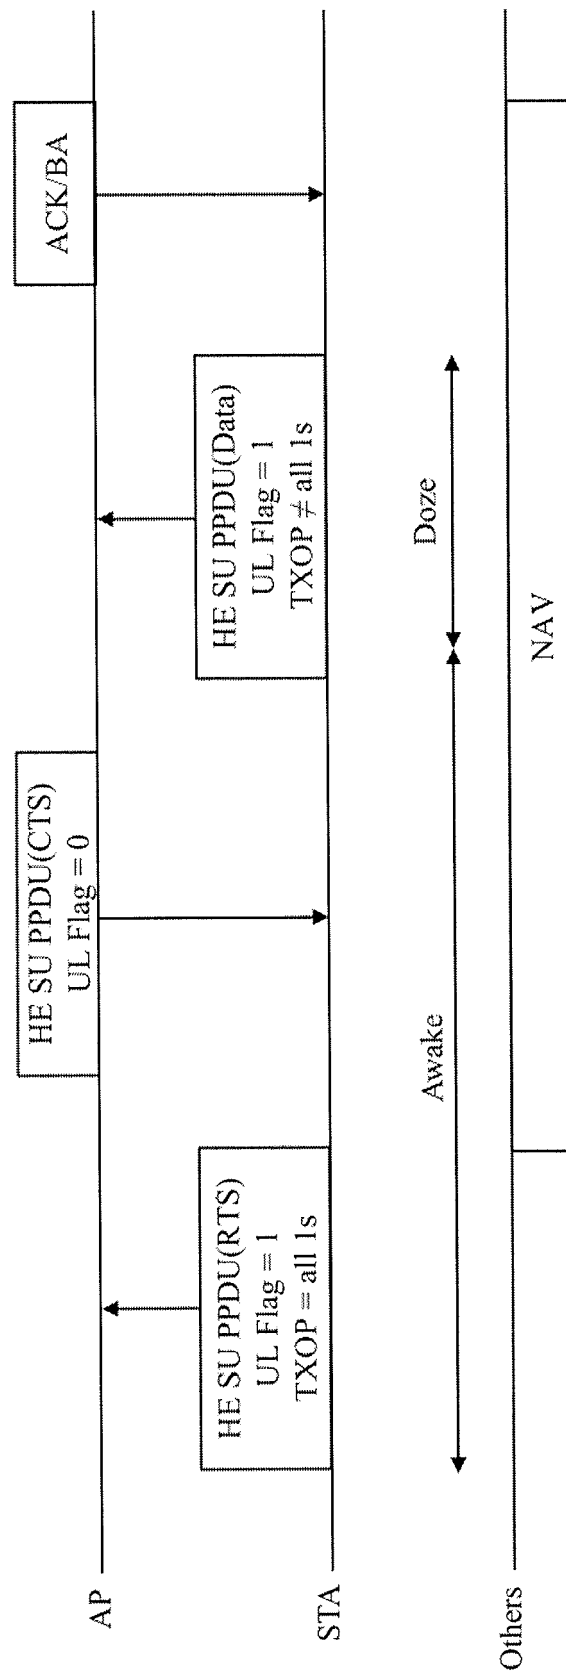 AP
HE SU PPDU(CTS)
UL Flag = 0
ACK/BA
STA
HE SU PPDU(RTS)
UL Flag = 1
TXOP = all 1s
HE SU PPDU(Data)
UL Flag = 1
TXOP ≠ all 1s
Awake
Doze
Others
NAV